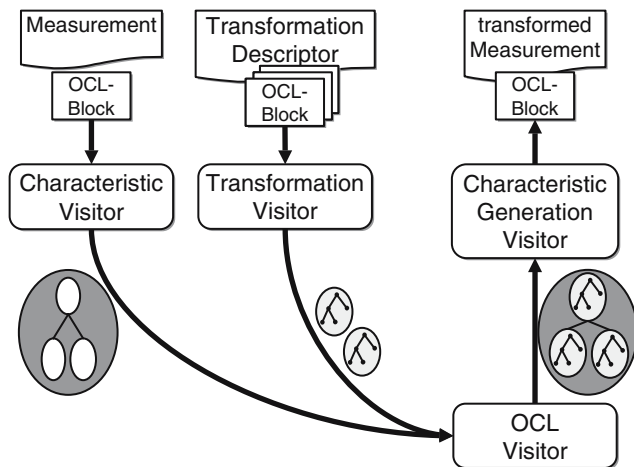 Measurement
OCL-
Block
Transformation
Descriptor
OCL-
Block
transformed
Measurement
OCL-
Block
Characteristic
Visitor
Transformation
Visitor
Characteristic
Generation
Visitor
OCL
Visitor